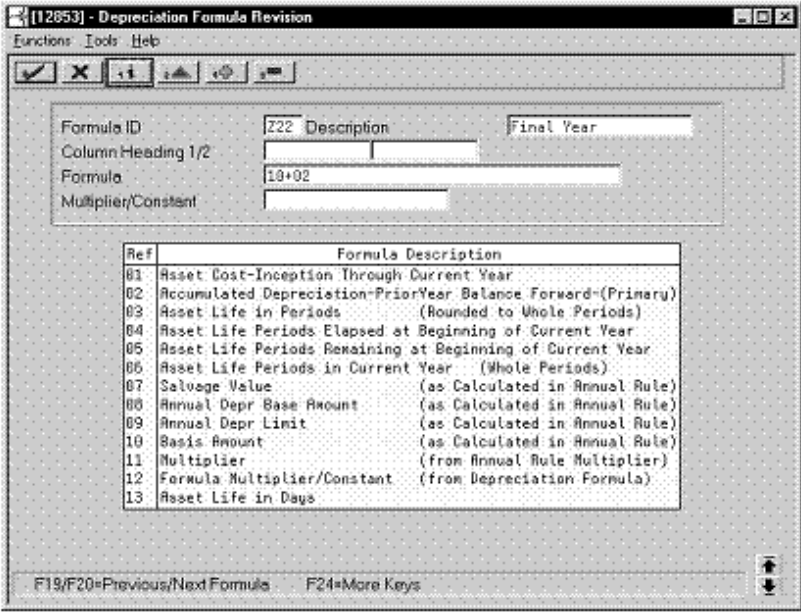 [12853] - Depreciation Formula Revision
Functions Tools Help
Formula ID Z22 Description Final Year
Column Heading 1/2
Formula 10+02
Multiplier/Constant
Ref Formula Description
01 Asset Cost-Inception Through Current Year
02 Accumulated Depreciation-PriorYear Balance Forward-(Primary)
03 Asset Life in Periods (Rounded to Whole Periods)
04 Asset Life Periods Elapsed at Beginning of Current Year
05 Asset Life Periods Remaining at Beginning of Current Year
06 Asset Life Periods in Current Year (Whole Periods)
07 Salvage Value (as Calculated in Annual Rule)
08 Annual Depr Base Amount (as Calculated in Annual Rule)
09 Annual Depr Limit (as Calculated in Annual Rule)
10 Basis Amount (as Calculated in Annual Rule)
11 Multiplier (from Annual Rule Multiplier)
12 Formula Multiplier/Constant (from Depreciation Formula)
13 Asset Life in Days
F19/F20=Previous/Next Formula F24=More Keys